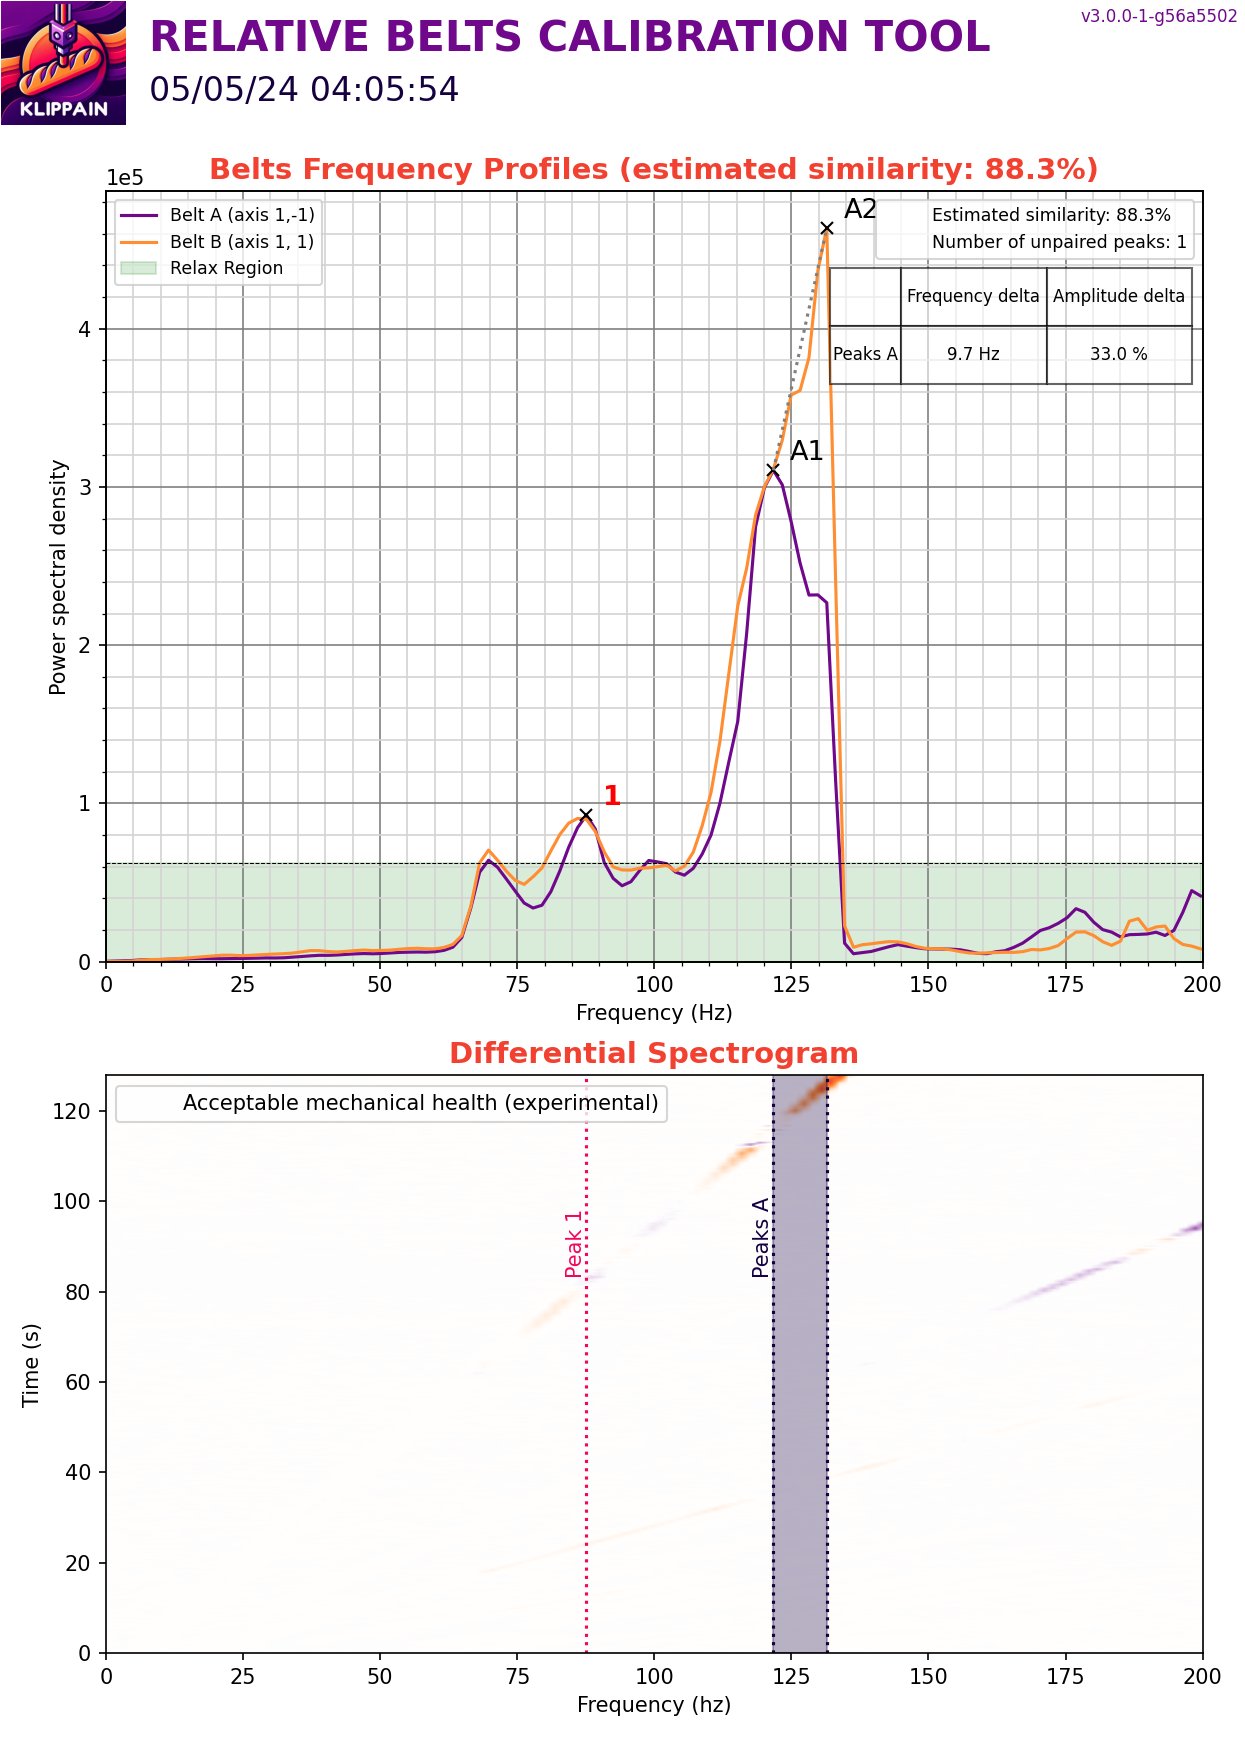 KLIPPAIN
RELATIVE BELTS CALIBRATION TOOL
05/05/24 04:05:54
v3.0.0-1-g56a5502
Belts Frequency Profiles (estimated similarity: 88.3%)
1e5
Belt A (axis 1,-1)
Belt B (axis 1, 1)
Relax Region
Estimated similarity: 88.3%
Number of unpaired peaks: 1
Frequency delta Amplitude delta
Peaks A 9.7 Hz 33.0 %
A2
A1
1
Power spectral density
4
3
2
1
0
0 25 50 75 100 125 150 175 200
Frequency (Hz)
Differential Spectrogram
Acceptable mechanical health (experimental)
Peak 1
Peaks A
Time (s)
120
100
80
60
40
20
0
0 25 50 75 100 125 150 175 200
Frequency (hz)